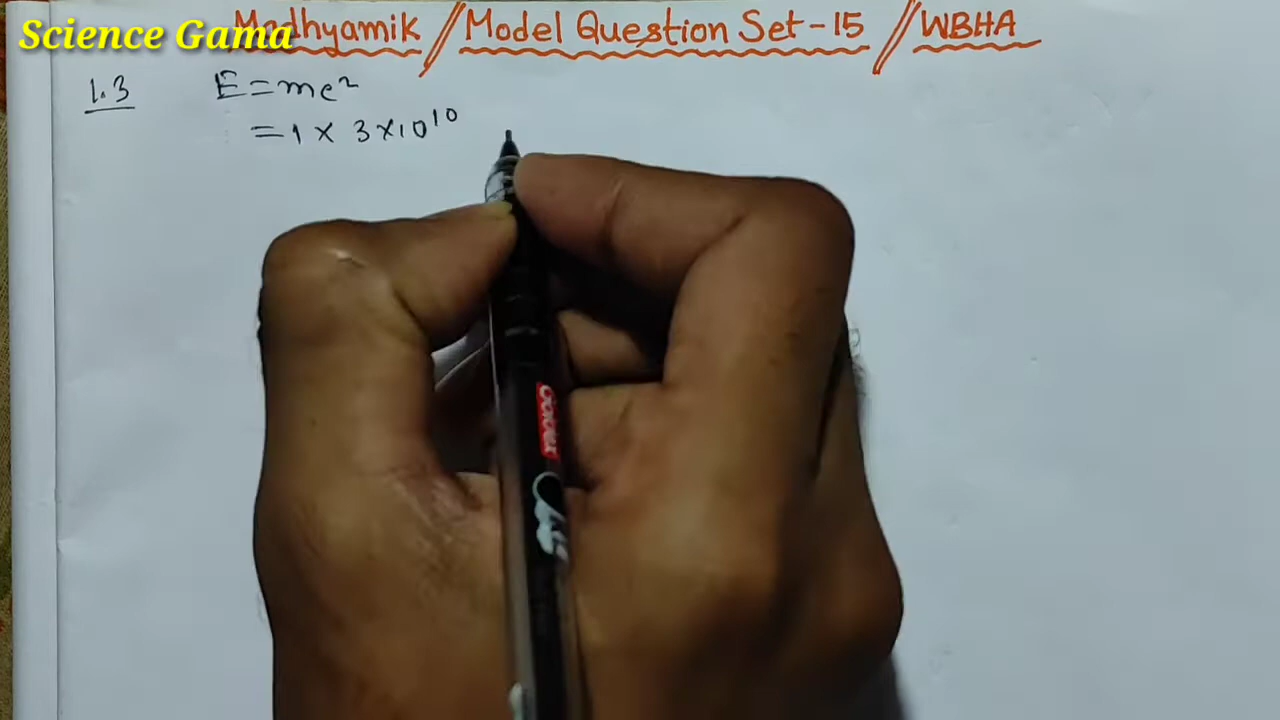 Science Gama
Madhyamik / Model Question Set-15 // WBHA
1.3 E = mc²
= 1 × 3×10¹⁰